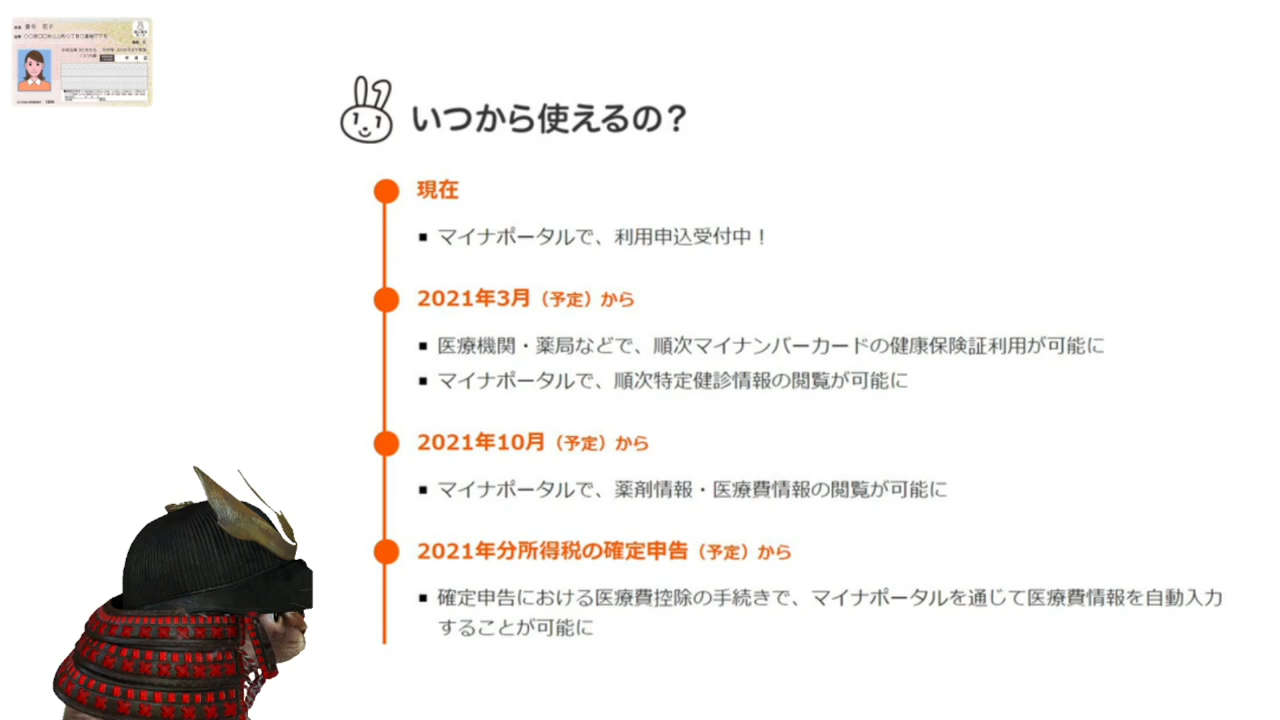 番号 花子
いつから使えるの？
現在
▪ マイナポータルで、利用申込受付中！
2021年3月（予定）から
▪ 医療機関・薬局などで、順次マイナンバーカードの健康保険証利用が可能に
▪ マイナポータルで、順次特定健診情報の閲覧が可能に
2021年10月（予定）から
▪ マイナポータルで、薬剤情報・医療費情報の閲覧が可能に
2021年分所得税の確定申告（予定）から
▪ 確定申告における医療費控除の手続きで、マイナポータルを通じて医療費情報を自動入力
することが可能に